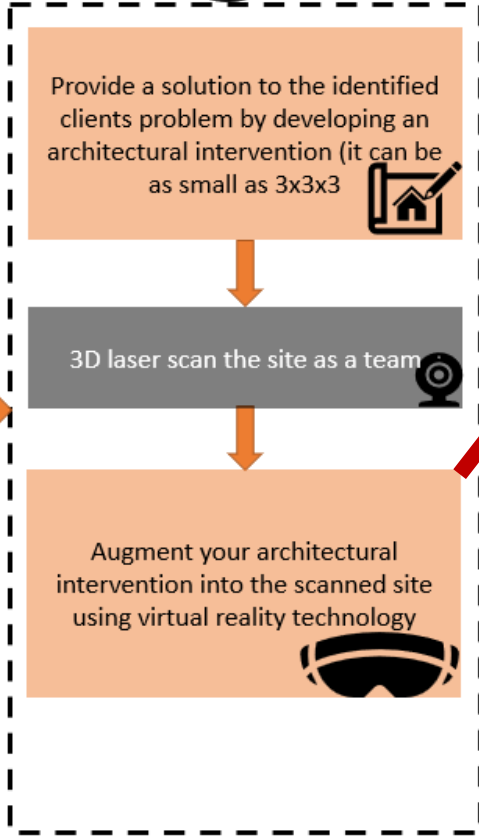 Provide a solution to the identified
clients problem by developing an
architectural intervention (it can be
as small as 3x3x3
3D laser scan the site as a team
Augment your architectural
intervention into the scanned site
using virtual reality technology